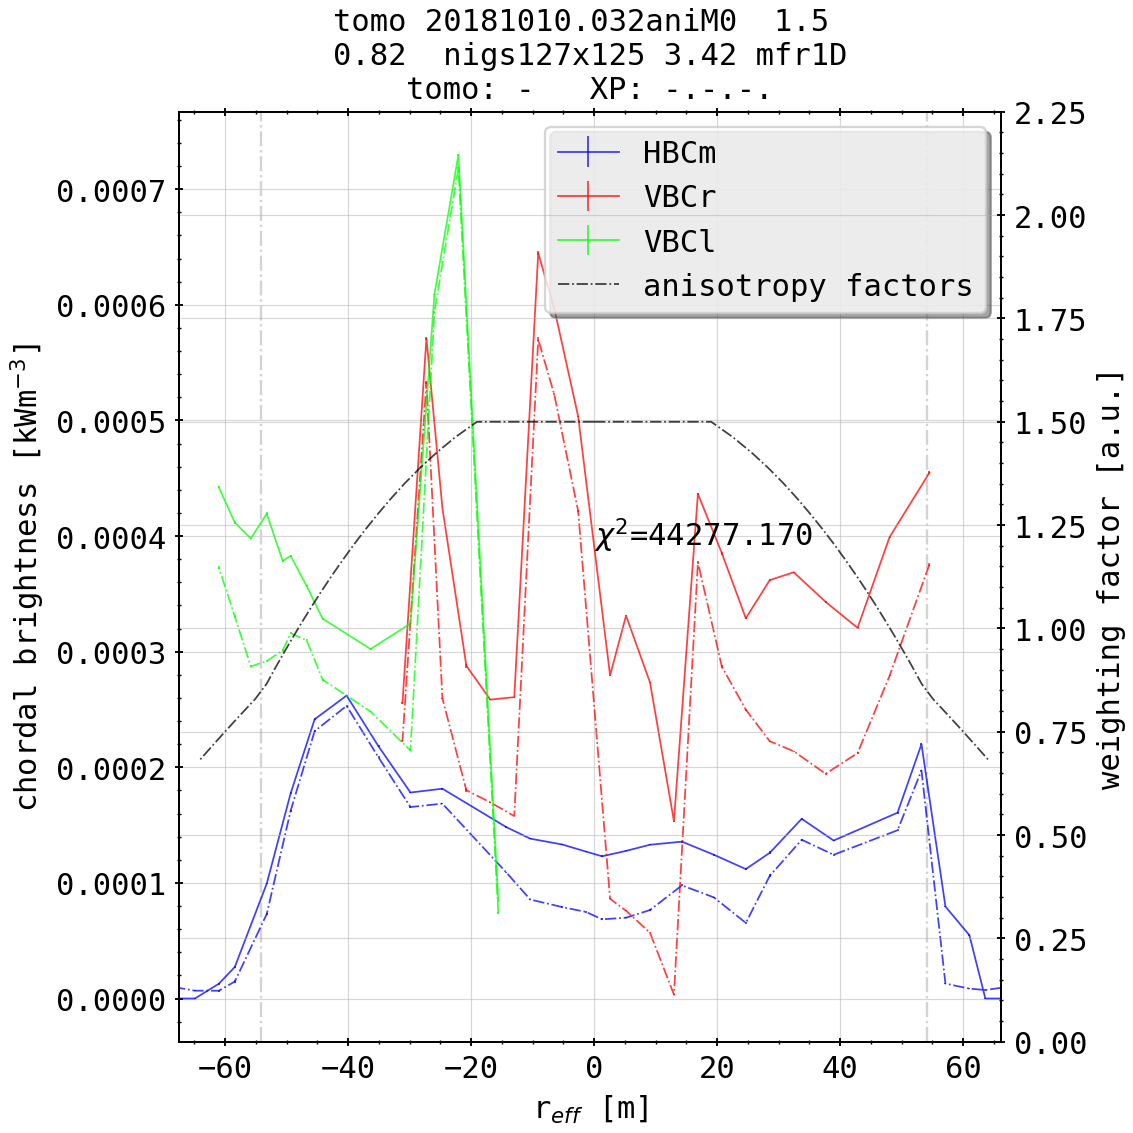 tomo 20181010.032aniM0  1.5
0.82  nigs127x125 3.42 mfr1D
tomo: -   XP: -.-.-.
HBCm
VBCr
VBCl
anisotropy factors
χ²=44277.170
chordal brightness [kWm⁻³]
0.0007
0.0006
0.0005
0.0004
0.0003
0.0002
0.0001
0.0000
2.25
2.00
1.75
1.50
1.25
1.00
0.75
0.50
0.25
0.00
weighting factor [a.u.]
−60 −40 −20 0 20 40 60
r_eff [m]